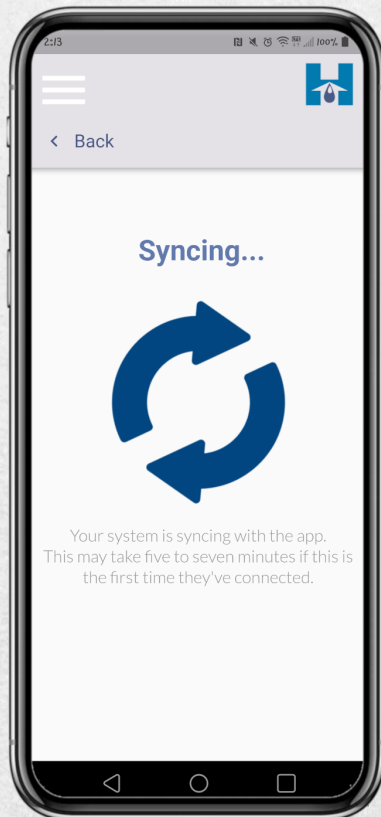 2:13 100%
Back
Syncing...
Your system is syncing with the app.
This may take five to seven minutes if this is
the first time they've connected.